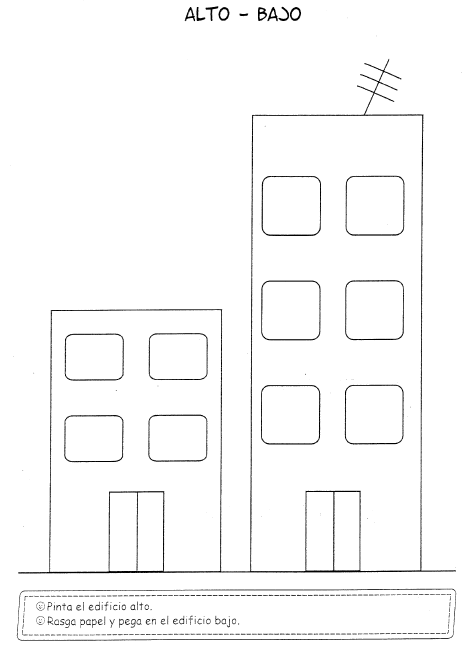 ALTO - BAJO
Pinta el edificio alto.
Rasga papel y pega en el edificio bajo.